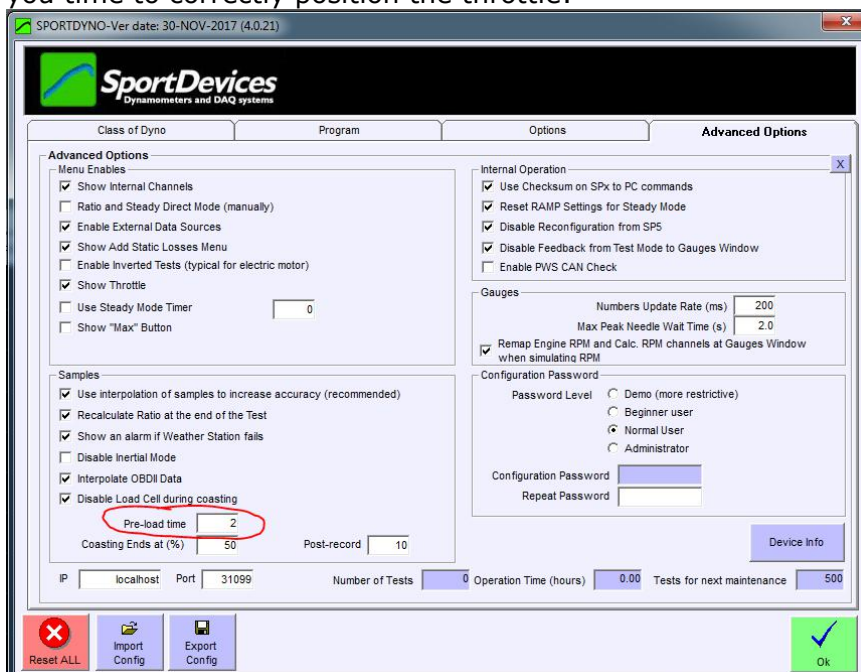 you time to correctly position the throttle.
SPORTDYNO-Ver date: 30-NOV-2017 (4.0.21)
X
SportDevices
Dynamometers and DAQ systems
Class of Dyno
Program
Options
Advanced Options
Advanced Options
X
Menu Enables
Show Internal Channels
Ratio and Steady Direct Mode (manually)
Enable External Data Sources
Show Add Static Losses Menu
Enable Inverted Tests (typical for electric motor)
Show Throttle
Use Steady Mode Timer 0
Show "Max" Button
Internal Operation
Use Checksum on SPx to PC commands
Reset RAMP Settings for Steady Mode
Disable Reconfiguration from SP5
Disable Feedback from Test Mode to Gauges Window
Enable PWS CAN Check
Gauges
Numbers Update Rate (ms) 200
Max Peak Needle Wait Time (s) 2.0
Remap Engine RPM and Calc. RPM channels at Gauges Window
when simulating RPM
Samples
Use interpolation of samples to increase accuracy (recommended)
Recalculate Ratio at the end of the Test
Show an alarm if Weather Station fails
Disable Inertial Mode
Interpolate OBDII Data
Disable Load Cell during coasting
Pre-load time 2
Coasting Ends at (%) 50 Post-record 10
Configuration Password
Password Level Demo (more restrictive)
Beginner user
Normal User
Administrator
Configuration Password
Repeat Password
Device Info
IP localhost Port 31099 Number of Tests 0 Operation Time (hours) 0.00 Tests for next maintenance 500
Reset ALL
Import
Config
Export
Config
Ok